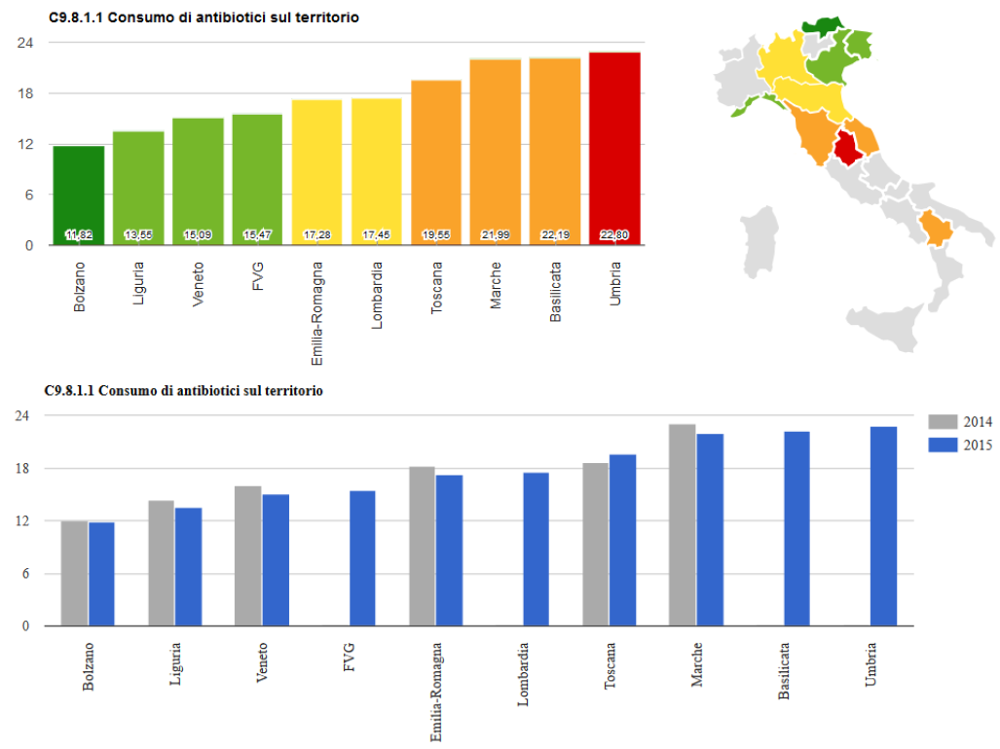 C9.8.1.1 Consumo di antibiotici sul territorio
24
18
12
6
0
11,82 13,55 15,09 15,47 17,28 17,45 19,55 21,99 22,19 22,80
Bolzano Liguria Veneto FVG Emilia-Romagna Lombardia Toscana Marche Basilicata Umbria
C9.8.1.1 Consumo di antibiotici sul territorio
24
18
12
6
0
2014
2015
Bolzano Liguria Veneto FVG Emilia-Romagna Lombardia Toscana Marche Basilicata Umbria